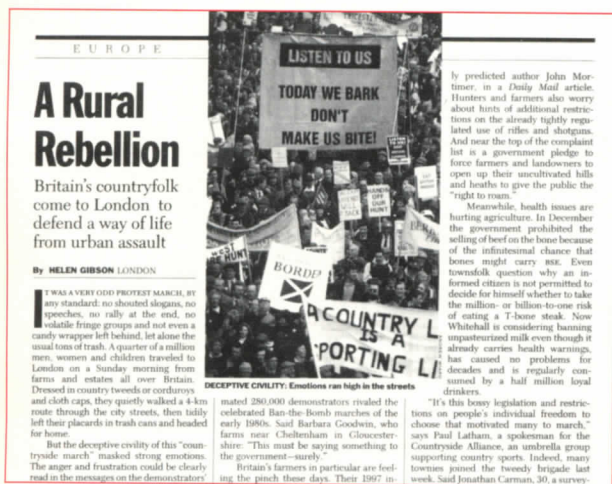 EUROPE
A Rural
Rebellion
Britain's countryfolk
come to London to
defend a way of life
from urban assault
By HELEN GIBSON LONDON
IT WAS A VERY ODD PROTEST MARCH, BY
any standard: no shouted slogans, no
speeches, no rally at the end, no
volatile fringe groups and not even a
candy wrapper left behind, let alone the
usual tons of trash. A quarter of a million
men, women and children traveled to
London on a Sunday morning from
farms and estates all over Britain.
Dressed in country tweeds or corduroys
and cloth caps, they quietly walked a 4-km
route through the city streets, then tidily
left their placards in trash cans and headed
for home.
But the deceptive civility of this "coun-
tryside march" masked strong emotions.
The anger and frustration could be clearly
read in the messages on the demonstrators'
LISTEN TO US
TODAY WE BARK
DON'T
MAKE US BITE!
HANDS
OFF
OUR
HUNT
BORDE
A COUNTRY L
IS A
PORTING LI
DECEPTIVE CIVILITY: Emotions ran high in the streets
mated 280,000 demonstrators rivaled the
celebrated Ban-the-Bomb marches of the
early 1980s. Said Barbara Goodwin, who
farms near Cheltenham in Gloucester-
shire: "This must be saying something to
the government—surely."
Britain's farmers in particular are feel-
ing the pinch these days. Their 1997 in-
ly predicted author John Mor-
timer, in a Daily Mail article.
Hunters and farmers also worry
about hints of additional restric-
tions on the already tightly regu-
lated use of rifles and shotguns.
And near the top of the complaint
list is a government pledge to
force farmers and landowners to
open up their uncultivated hills
and heaths to give the public the
"right to roam."
Meanwhile, health issues are
hurting agriculture. In December
the government prohibited the
selling of beef on the bone because
of the infinitesimal chance that
bones might carry BSE. Even
townsfolk question why an in-
formed citizen is not permitted to
decide for himself whether to take
the million- or billion-to-one risk
of eating a T-bone steak. Now
Whitehall is considering banning
unpasteurized milk even though it
already carries health warnings,
has caused no problems for
decades and is regularly con-
sumed by a half million loyal
drinkers.
"It's this bossy legislation and restric-
tions on people's individual freedom to
choose that motivated many to march,"
says Paul Latham, a spokesman for the
Countryside Alliance, an umbrella group
supporting country sports. Indeed, many
townies joined the tweedy brigade last
week. Said Jonathan Carman, 30, a survey-